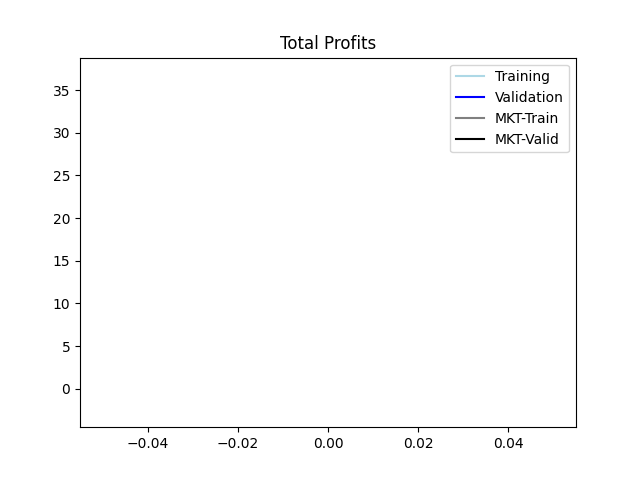 Total Profits
Training
Validation
MKT-Train
MKT-Valid
35
30
25
20
15
10
5
0
−0.04
−0.02
0.00
0.02
0.04